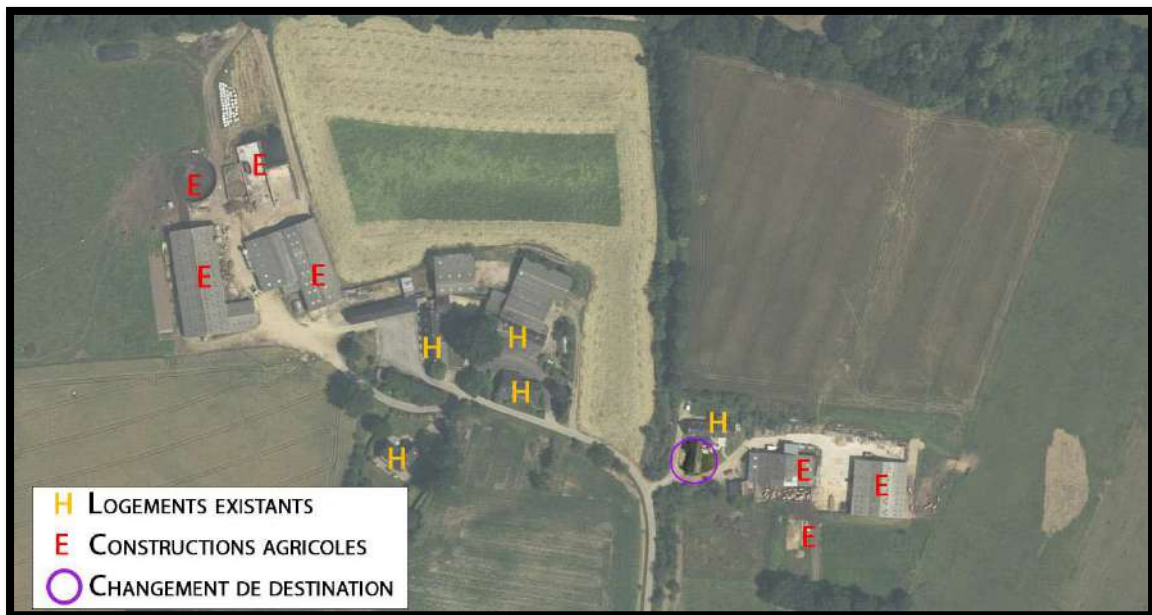 E
E
E
E
H
H
H
H
H
E
E
E
H LOGEMENTS EXISTANTS
E CONSTRUCTIONS AGRICOLES
CHANGEMENT DE DESTINATION